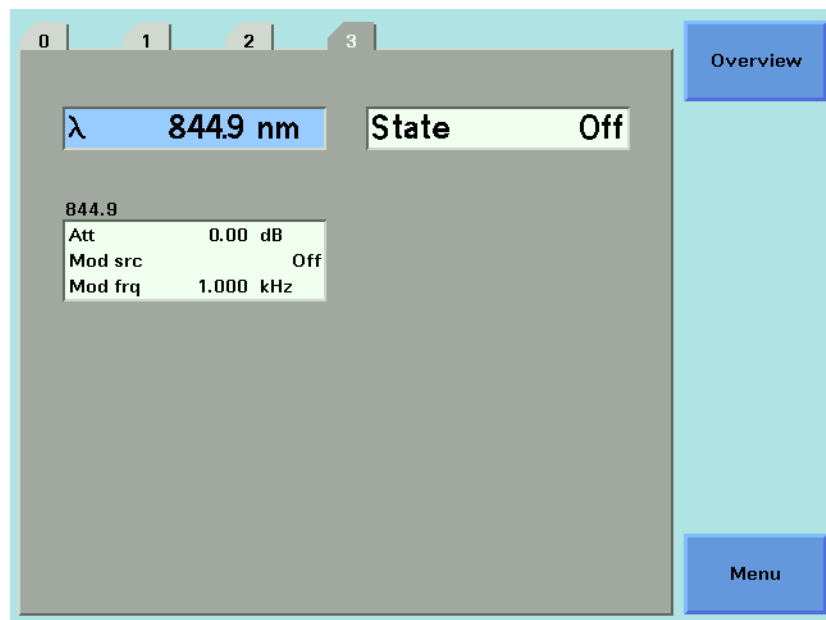 0 1 2 3
Overview
λ 844.9 nm State Off
844.9
Att 0.00 dB
Mod src Off
Mod frq 1.000 kHz
Menu